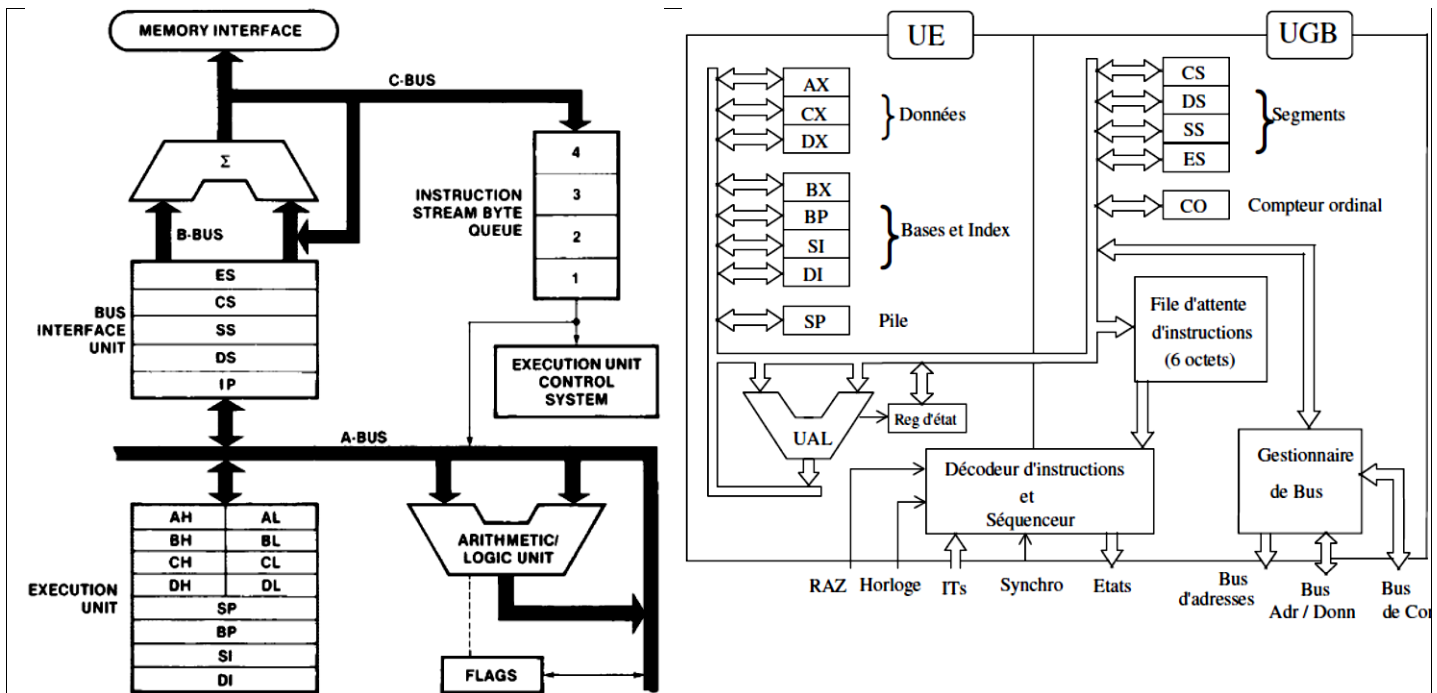 MEMORY INTERFACE
C-BUS
Σ
4
3
2
1
INSTRUCTION
STREAM BYTE
QUEUE
B-BUS
BUS
INTERFACE
UNIT
ES
CS
SS
DS
IP
EXECUTION UNIT
CONTROL
SYSTEM
A-BUS
EXECUTION
UNIT
AH AL
BH BL
CH CL
DH DL
SP
BP
SI
DI
ARITHMETIC/
LOGIC UNIT
FLAGS
UE
AX
CX
DX
Données
BX
BP
SI
DI
Bases et Index
SP
Pile
UAL
Reg d'état
UGB
CS
DS
SS
ES
Segments
CO
Compteur ordinal
File d'attente
d'instructions
(6 octets)
Décodeur d'instructions
et
Séquenceur
Gestionnaire
de Bus
RAZ
Horloge
ITs
Synchro
Etats
Bus
d'adresses
Bus
Adr / Donn
Bus
de Con